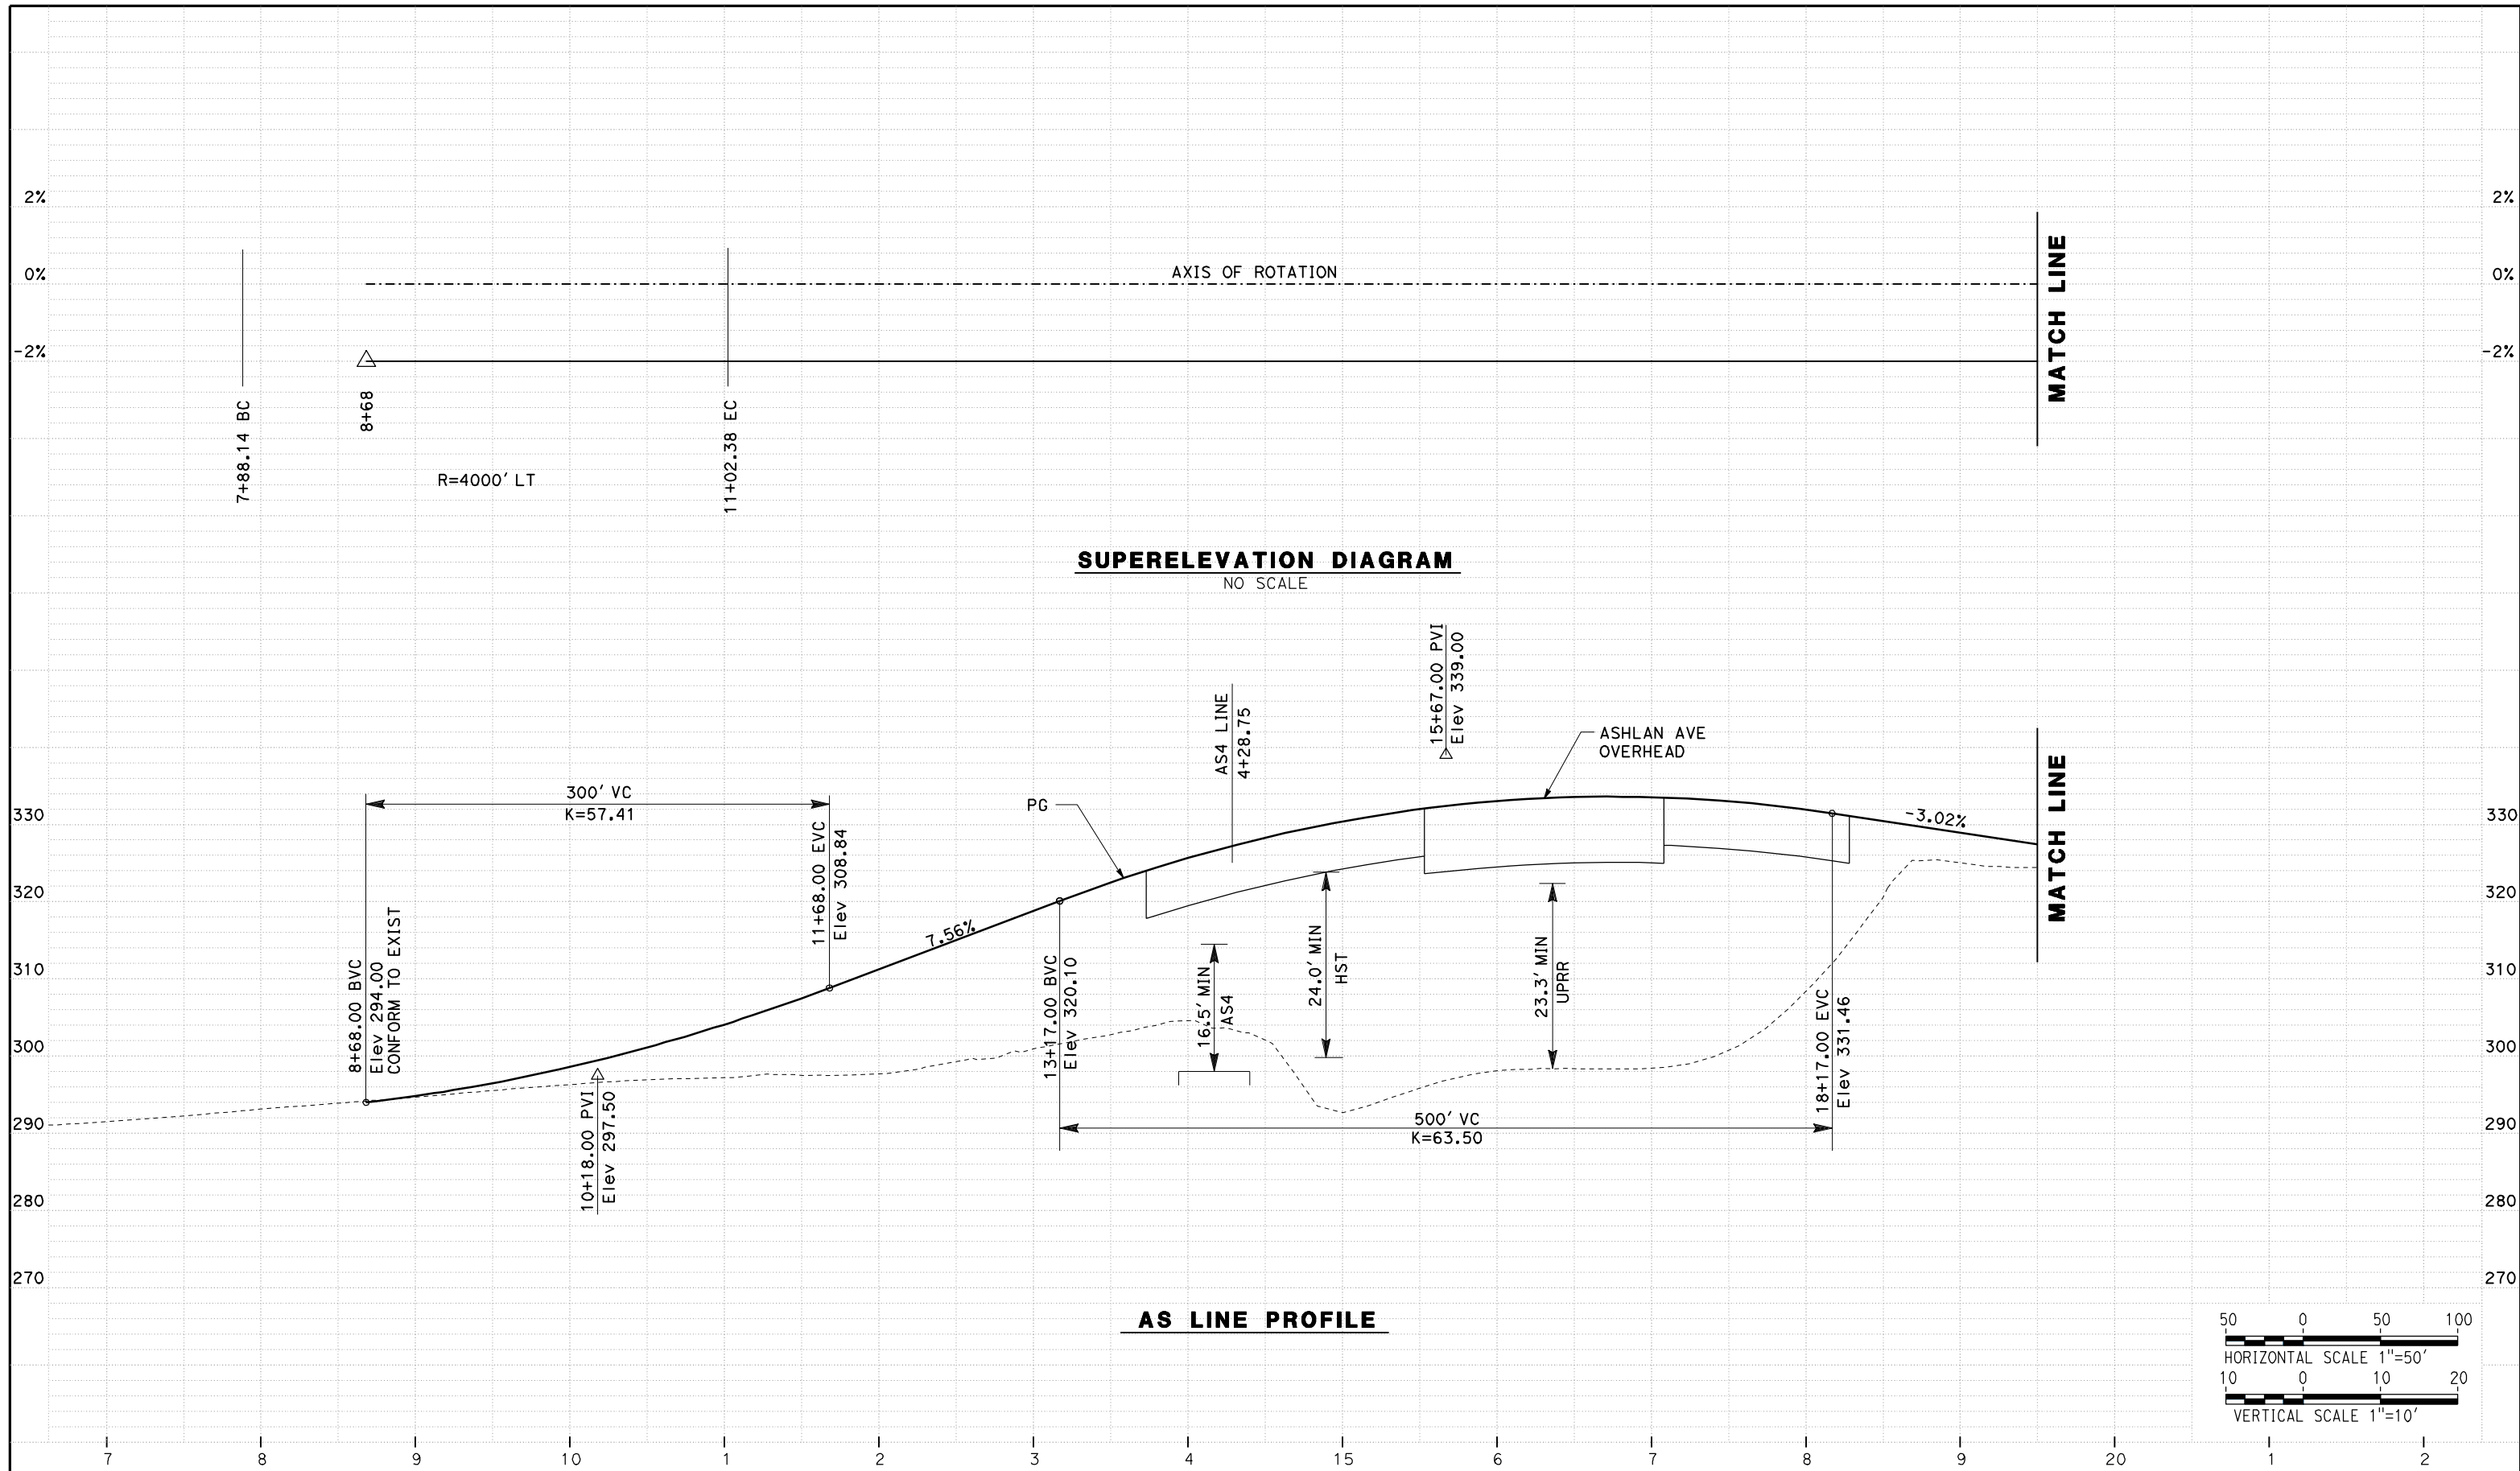 2%
2%
0%
0%
-2%
-2%
AXIS OF ROTATION
MATCH LINE
7+88.14 BC
8+68
11+02.38 EC
R=4000' LT
SUPERELEVATION DIAGRAM
NO SCALE
15+67.00 PVI
Elev 339.00
AS4 LINE
4+28.75
ASHLAN AVE
OVERHEAD
300' VC
K=57.41
PG
MATCH LINE
-3.02%
330
330
11+68.00 EVC
Elev 308.84
320
320
7.56%
8+68.00 BVC
Elev 294.00
CONFORM TO EXIST
13+17.00 BVC
Elev 320.10
16.5' MIN
AS4
24.0' MIN
HST
23.3' MIN
UPRR
18+17.00 EVC
Elev 331.46
310
310
300
300
10+18.00 PVI
Elev 297.50
500' VC
K=63.50
290
290
280
280
270
270
AS LINE PROFILE
50 0 50 100
HORIZONTAL SCALE 1"=50'
10 0 10 20
VERTICAL SCALE 1"=10'
7 8 9 10 1 2 3 4 15 6 7 8 9 20 1 2